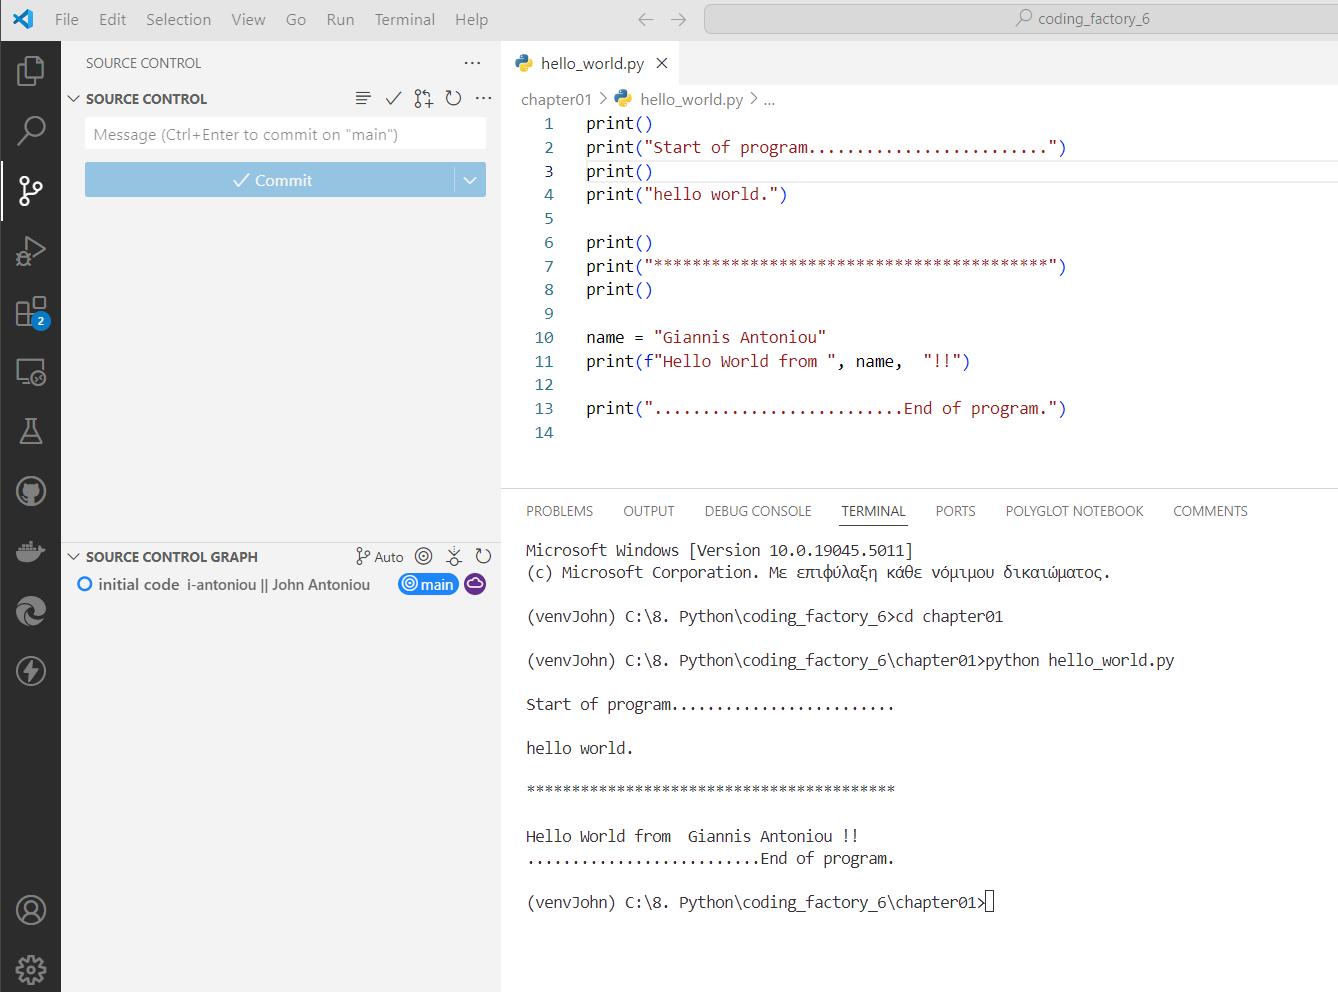 File Edit Selection View Go Run Terminal Help
coding_factory_6
SOURCE CONTROL
SOURCE CONTROL
Message (Ctrl+Enter to commit on "main")
Commit
2
SOURCE CONTROL GRAPH Auto
initial code i-antoniou || John Antoniou main
hello_world.py
chapter01 > hello_world.py > ...
1 print()
2 print("Start of program.........................")
3 print()
4 print("hello world.")
5
6 print()
7 print("*****************************************")
8 print()
9
10 name = "Giannis Antoniou"
11 print(f"Hello World from ", name,  "!!")
12
13 print("..........................End of program.")
14
PROBLEMS OUTPUT DEBUG CONSOLE TERMINAL PORTS POLYGLOT NOTEBOOK COMMENTS
Microsoft Windows [Version 10.0.19045.5011]
(c) Microsoft Corporation. Με επιφύλαξη κάθε νόμιμου δικαιώματος.
(venvJohn) C:\8. Python\coding_factory_6>cd chapter01
(venvJohn) C:\8. Python\coding_factory_6\chapter01>python hello_world.py
Start of program.........................
hello world.
*****************************************
Hello World from  Giannis Antoniou !!
..........................End of program.
(venvJohn) C:\8. Python\coding_factory_6\chapter01>